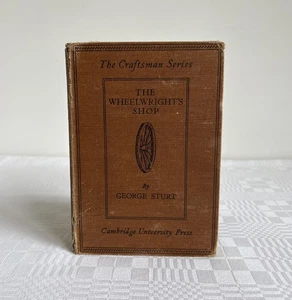 The Craftsman Series
THE
WHEELWRIGHT'S
SHOP
By
GEORGE STURT
Cambridge University Press